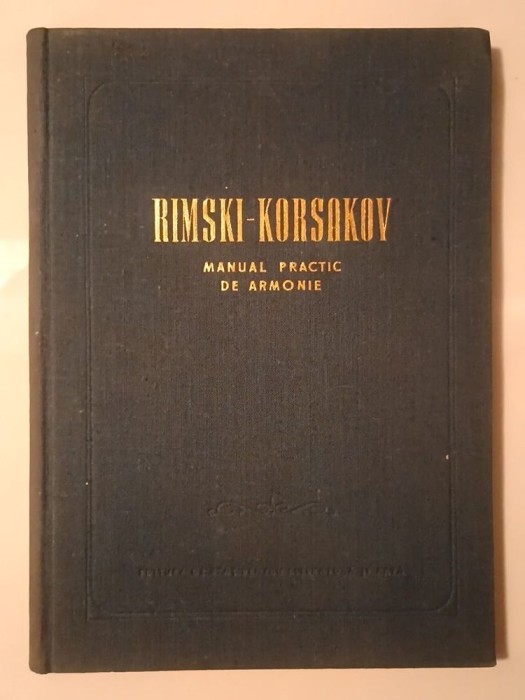 RIMSKI-KORSAKOV
MANUAL PRACTIC
DE ARMONIE